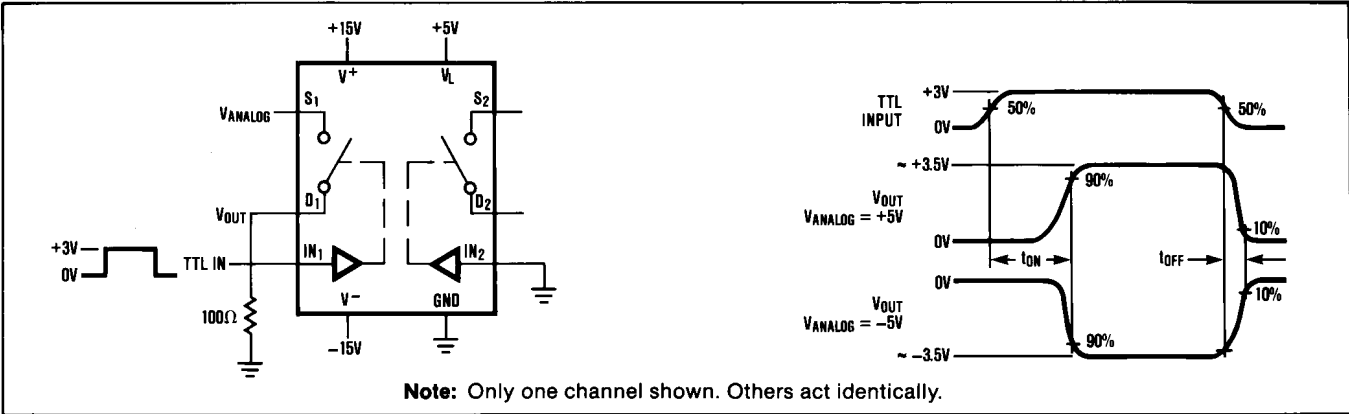 +15V
+5V
V+
VL
S1
S2
VANALOG
D1
D2
VOUT
+3V
0V
TTL IN
IN1
IN2
V−
GND
100Ω
−15V
TTL
INPUT
+3V
0V
50%
50%
≈ +3.5V
90%
VOUT
VANALOG = +5V
10%
0V
tON
tOFF
0V
10%
VOUT
VANALOG = −5V
90%
≈ −3.5V
Note: Only one channel shown. Others act identically.